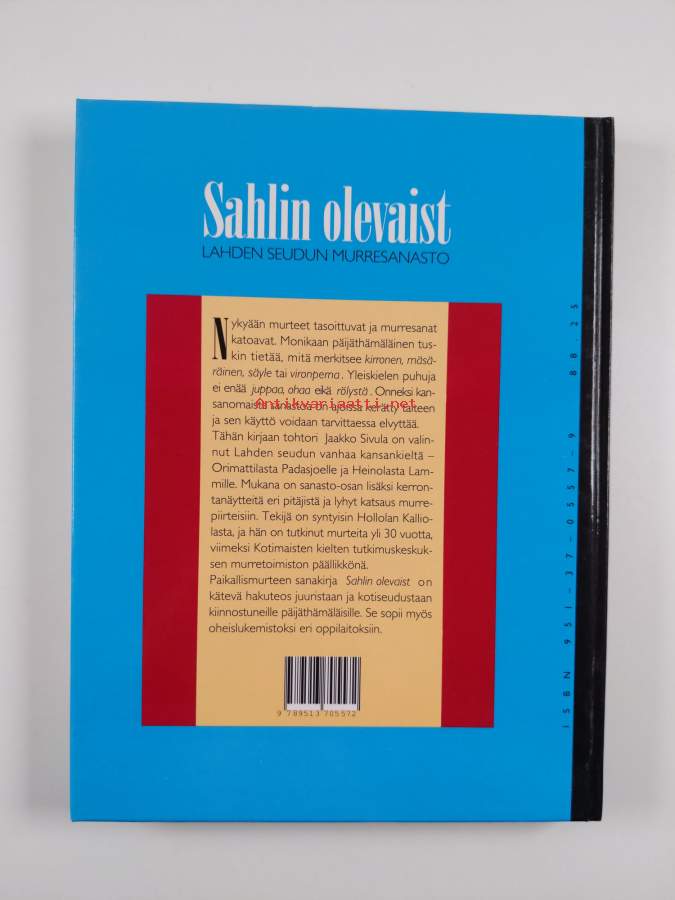 Sahlin olevaist
LAHDEN SEUDUN MURRESANASTO
Nykyään murteet tasoittuvat ja murresanat
katoavat. Monikaan päijäthämäläinen tus-
kin tietää, mitä merkitsee kirronen, mäsä-
räinen, säyle tai vironperna. Yleiskielen puhuja
ei enää juppaa, ohaa eikä rölystä. Onneksi kan-
Antikvariaatti.net
sanomaista sanastoa on ajoissa kerätty talteen
ja sen käyttö voidaan tarvittaessa elvyttää.
Tähän kirjaan tohtori Jaakko Sivula on valin-
nut Lahden seudun vanhaa kansankieltä –
Orimattilasta Padasjoelle ja Heinolasta Lam-
mille. Mukana on sanasto-osan lisäksi kerron-
tanäytteitä eri pitäjistä ja lyhyt katsaus murre-
piirteisiin. Tekijä on syntyisin Hollolan Kallio-
lasta, ja hän on tutkinut murteita yli 30 vuotta,
viimeksi Kotimaisten kielten tutkimuskeskuk-
sen murretoimiston päällikkönä.
Paikallismurteen sanakirja Sahlin olevaist on
kätevä hakuteos juuristaan ja kotiseudustaan
kiinnostuneille päijäthämäläisille. Se sopii myös
oheislukemistoksi eri oppilaitoksiin.
9 789513 705572
ISBN 951-37-0557-9 88.25